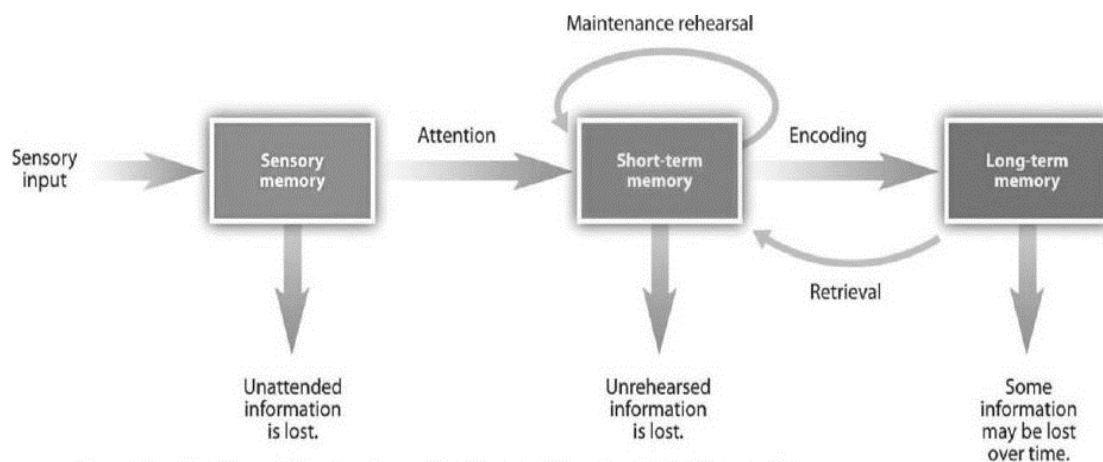 Maintenance rehearsal
Sensory
input
Sensory
memory
Attention
Short-term
memory
Encoding
Long-term
memory
Retrieval
Unattended
information
is lost.
Unrehearsed
information
is lost.
Some
information
may be lost
over time.